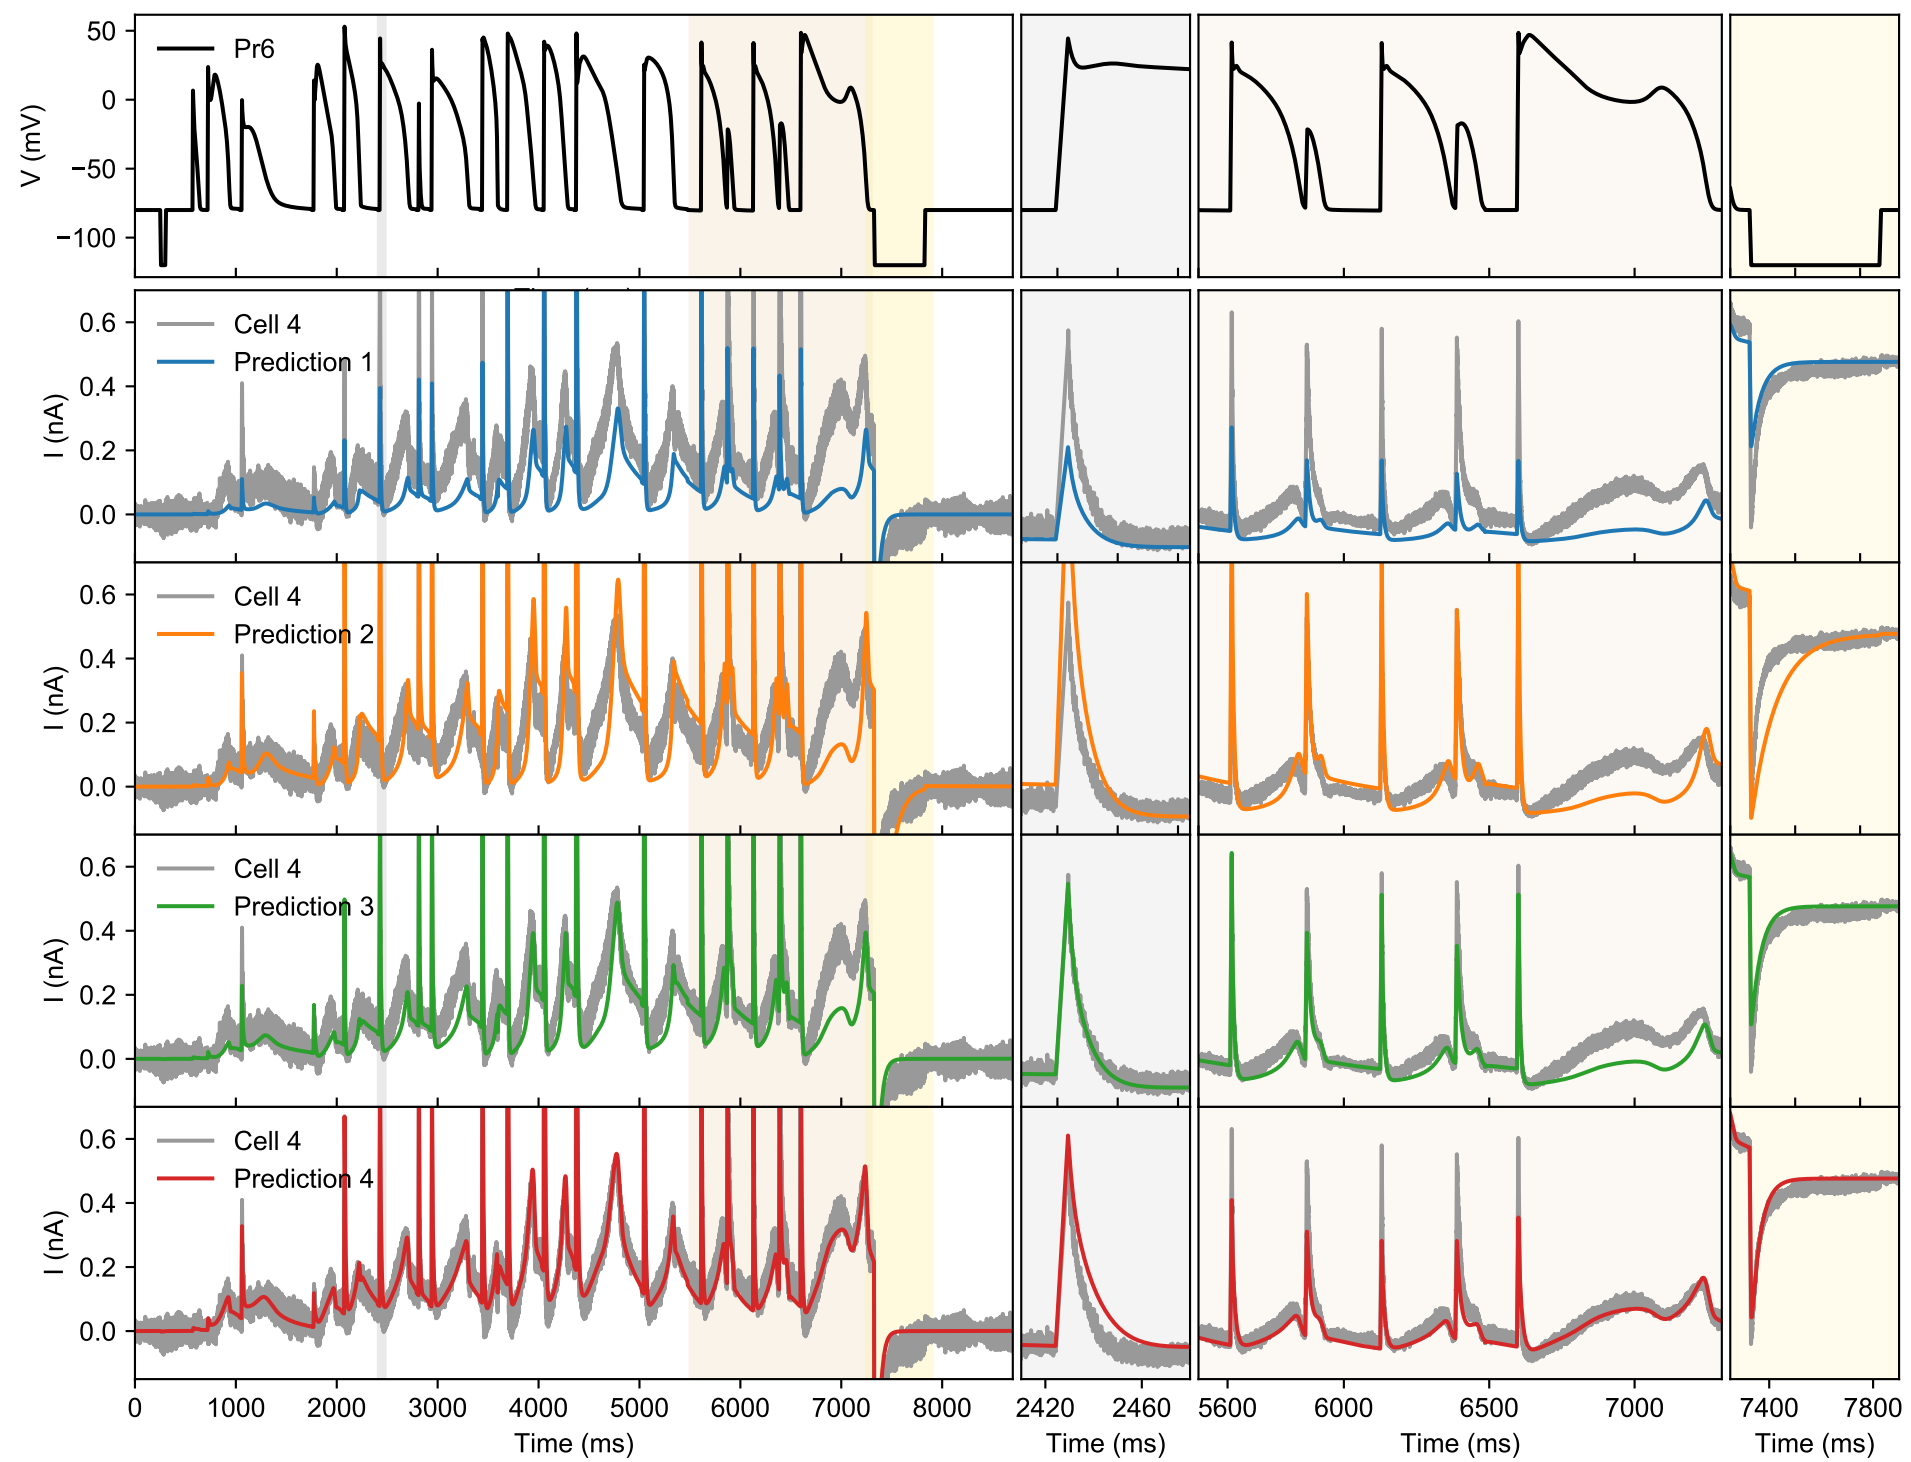 50
0
−50
−100
V (mV)
Pr6
0.6
0.4
0.2
0.0
I (nA)
Cell 4
Prediction 1
0.6
0.4
0.2
0.0
I (nA)
Cell 4
Prediction 2
0.6
0.4
0.2
0.0
I (nA)
Cell 4
Prediction 3
0.6
0.4
0.2
0.0
I (nA)
Cell 4
Prediction 4
0 1000 2000 3000 4000 5000 6000 7000 8000
2420 2460
5600 6000 6500 7000
7400 7800
Time (ms)
Time (ms)
Time (ms)
Time (ms)